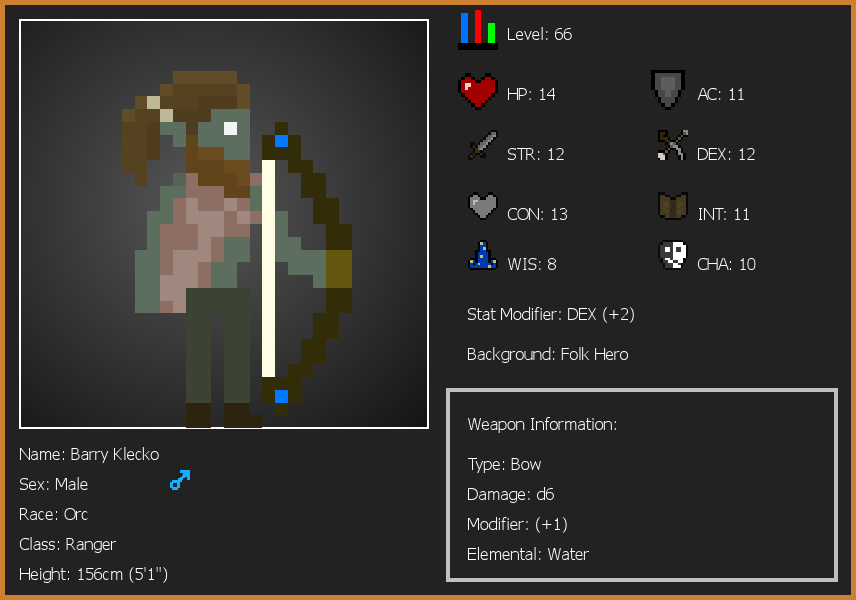 Level: 66
HP: 14
AC: 11
STR: 12
DEX: 12
CON: 13
INT: 11
WIS: 8
CHA: 10
Stat Modifier: DEX (+2)
Background: Folk Hero
Weapon Information:
Type: Bow
Damage: d6
Modifier: (+1)
Elemental: Water
Name: Barry Klecko
Sex: Male
Race: Orc
Class: Ranger
Height: 156cm (5'1")